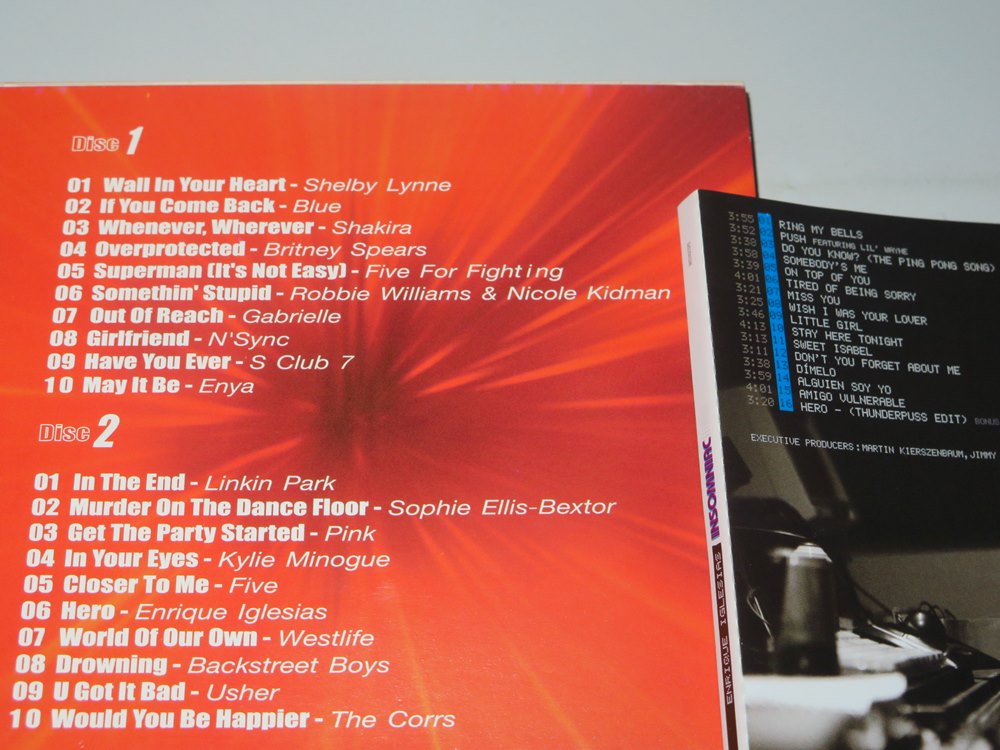 Disc 1
01 Wall In Your Heart - Shelby Lynne
02 If You Come Back - Blue
03 Whenever, Wherever - Shakira
04 Overprotected - Britney Spears
05 Superman (It's Not Easy) - Five For Fighting
06 Somethin' Stupid - Robbie Williams & Nicole Kidman
07 Out Of Reach - Gabrielle
08 Girlfriend - N'Sync
09 Have You Ever - S Club 7
10 May It Be - Enya
Disc 2
01 In The End - Linkin Park
02 Murder On The Dance Floor - Sophie Ellis-Bextor
03 Get The Party Started - Pink
04 In Your Eyes - Kylie Minogue
05 Closer To Me - Five
06 Hero - Enrique Iglesias
07 World Of Our Own - Westlife
08 Drowning - Backstreet Boys
09 U Got It Bad - Usher
10 Would You Be Happier - The Corrs
ENRIQUE IGLESIAS INSOMNIAC
3:55 RING MY BELLS
3:52 PUSH FEATURING LIL' WAYNE
3:38 DO YOU KNOW? (THE PING PONG SONG)
3:58 SOMEBODY'S ME
3:39 ON TOP OF YOU
4:01 TIRED OF BEING SORRY
3:21 MISS YOU
3:25 WISH I WAS YOUR LOVER
3:46 09 LITTLE GIRL
4:13 10 STAY HERE TONIGHT
3:13 11 SWEET ISABEL
3:11 12 DON'T YOU FORGET ABOUT ME
3:38 13 DÍMELO
3:59 14 ALGUIEN SOY YO
4:01 15 AMIGO VULNERABLE
3:20 16 HERO - (THUNDERPUSS EDIT) BONUS
EXECUTIVE PRODUCERS: MARTIN KIERSZENBAUM, JIMMY